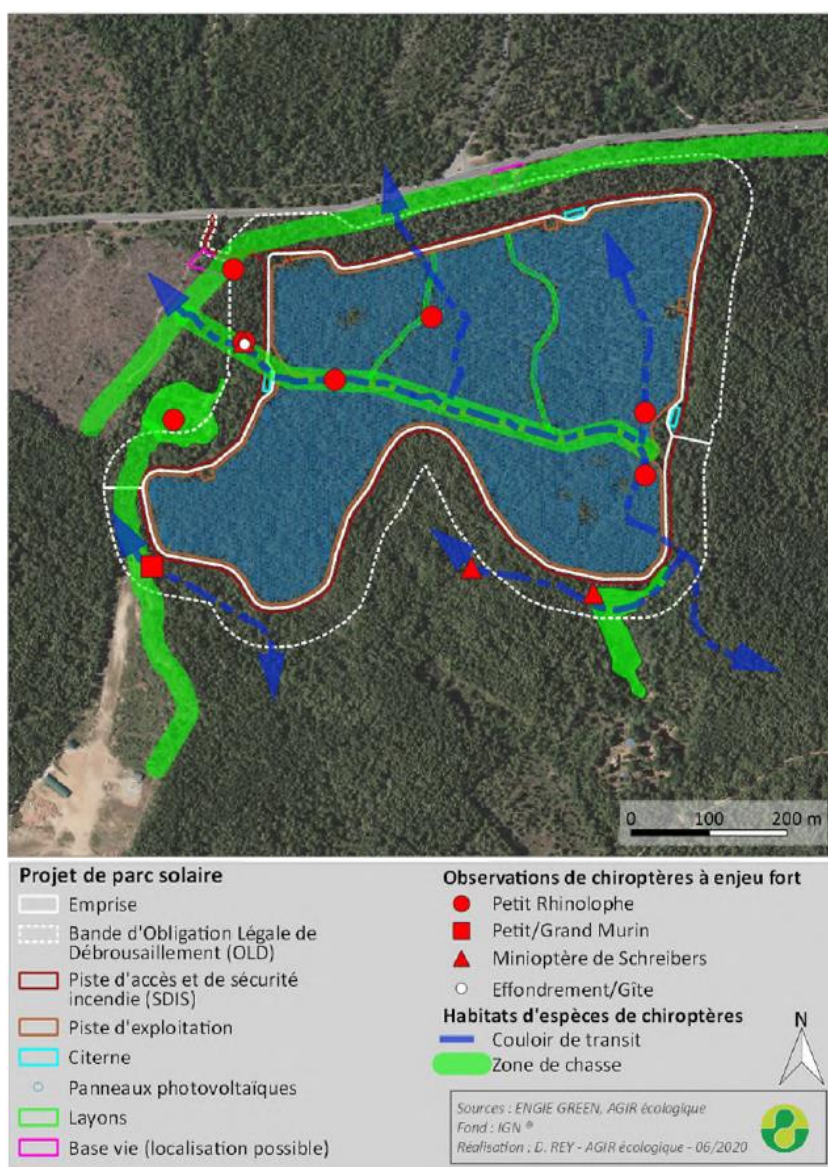 0 100 200 m
Projet de parc solaire
Emprise
Bande d'Obligation Légale de
Débrousaillement (OLD)
Piste d'accès et de sécurité
incendie (SDIS)
Piste d'exploitation
Citerne
Panneaux photovoltaïques
Layons
Base vie (localisation possible)
Observations de chiroptères à enjeu fort
Petit Rhinolophe
Petit/Grand Murin
Minioptère de Schreibers
Effondrement/Gîte
Habitats d'espèces de chiroptères
Couloir de transit
Zone de chasse
N
Sources : ENGIE GREEN, AGIR écologique
Fond : IGN ®
Réalisation : D. REY - AGIR écologique - 06/2020